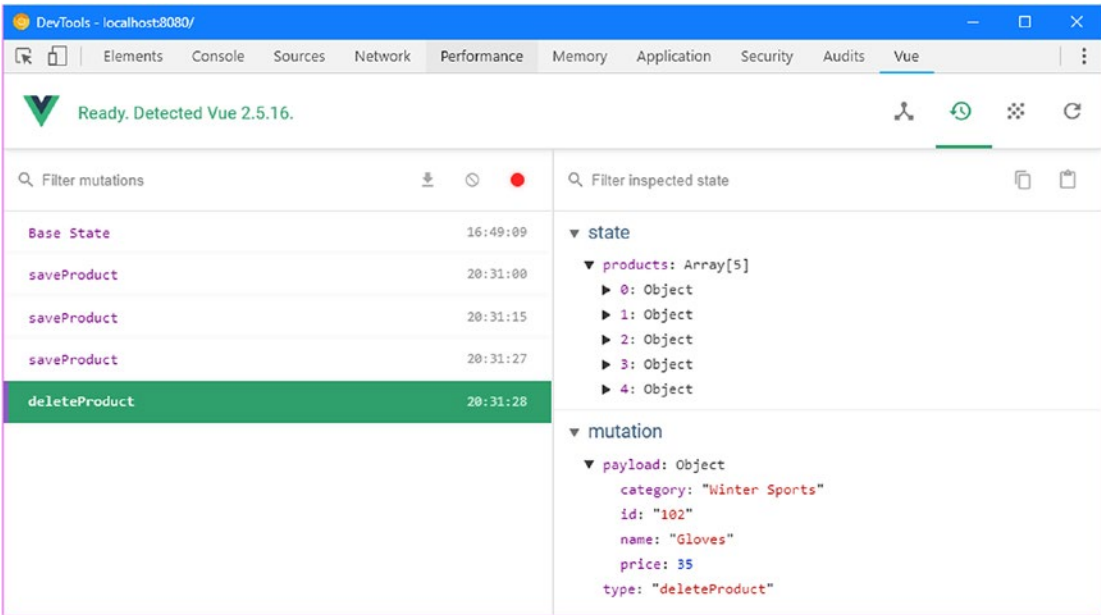 DevTools - localhost:8080/
Elements Console Sources Network Performance Memory Application Security Audits Vue
Ready. Detected Vue 2.5.16.
Filter mutations
Filter inspected state
Base State 16:49:09
saveProduct 20:31:00
saveProduct 20:31:15
saveProduct 20:31:27
deleteProduct 20:31:28
state
products: Array[5]
0: Object
1: Object
2: Object
3: Object
4: Object
mutation
payload: Object
category: "Winter Sports"
id: "102"
name: "Gloves"
price: 35
type: "deleteProduct"